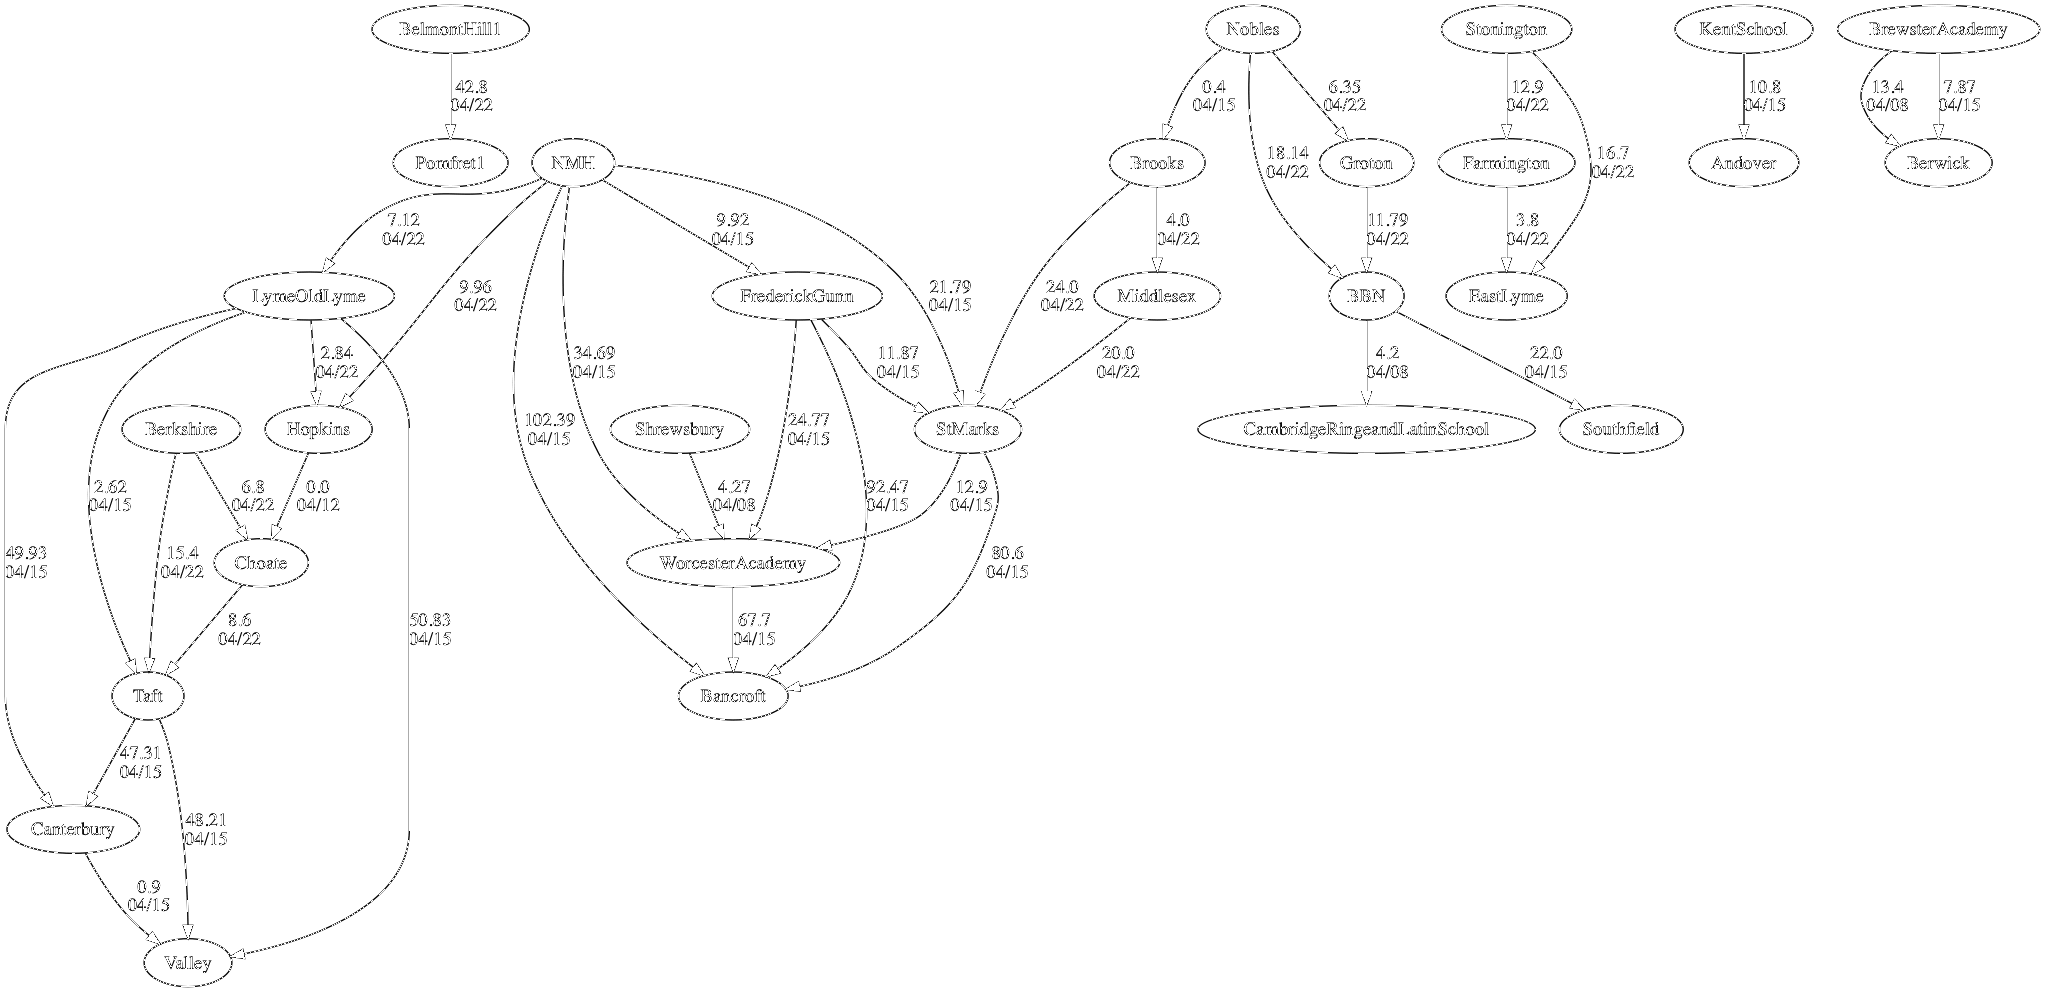 BelmontHill1
Nobles
Stonington
KentSchool
BrewsterAcademy
42.8
04/22
0.4
04/15
6.35
04/22
12.9
04/22
10.8
04/15
13.4
04/08
7.87
04/15
Pomfret1
NMH
Brooks
18.14
04/22
Groton
Farmington
16.7
04/22
Andover
Berwick
7.12
04/22
9.92
04/15
4.0
04/22
11.79
04/22
3.8
04/22
LymeOldLyme
9.96
04/22
FrederickGunn
21.79
04/15
24.0
04/22
Middlesex
BBN
EastLyme
2.84
04/22
34.69
04/15
11.87
04/15
20.0
04/22
4.2
04/08
22.0
04/15
Berkshire
Hopkins
102.39
04/15
Shrewsbury
24.77
04/15
StMarks
CambridgeRingeandLatinSchool
Southfield
2.62
04/15
6.8
04/22
0.0
04/12
4.27
04/08
92.47
04/15
12.9
04/15
49.93
04/15
15.4
04/22
Choate
WorcesterAcademy
80.6
04/15
8.6
04/22
50.83
04/15
67.7
04/15
Taft
Bancroft
47.31
04/15
Canterbury
48.21
04/15
0.9
04/15
Valley